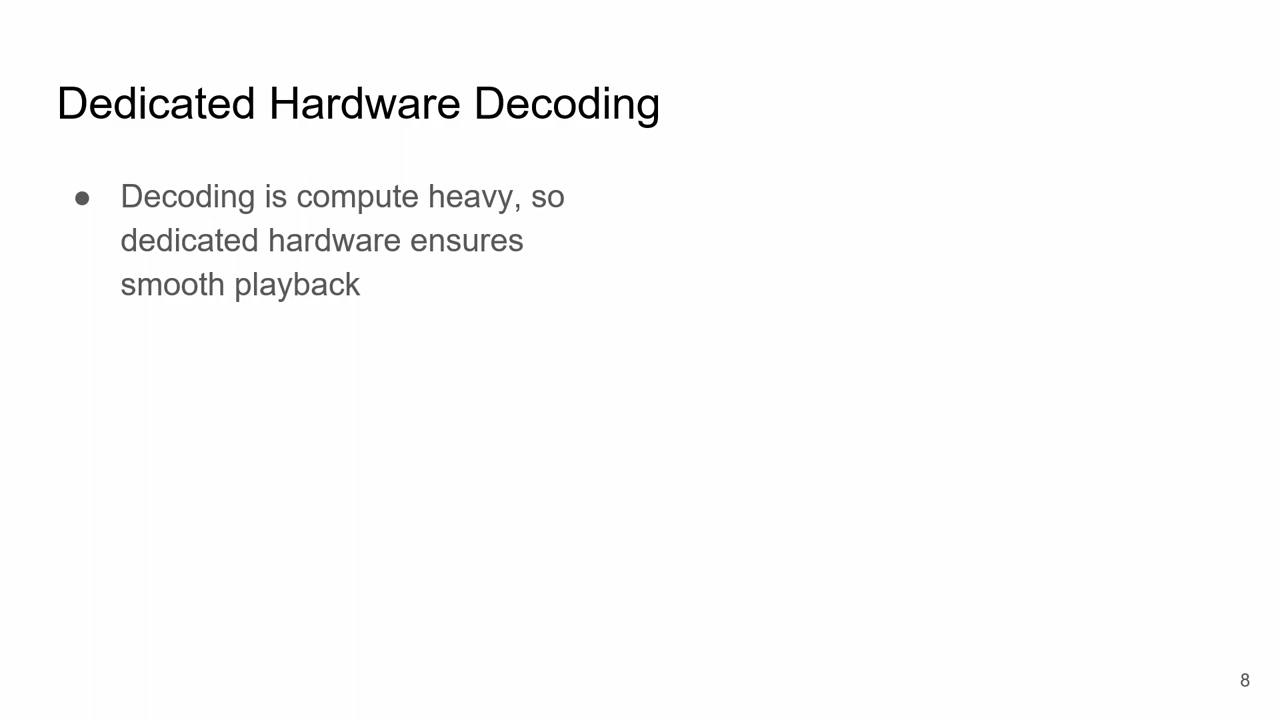 Dedicated Hardware Decoding
● Decoding is compute heavy, so
dedicated hardware ensures
smooth playback
8